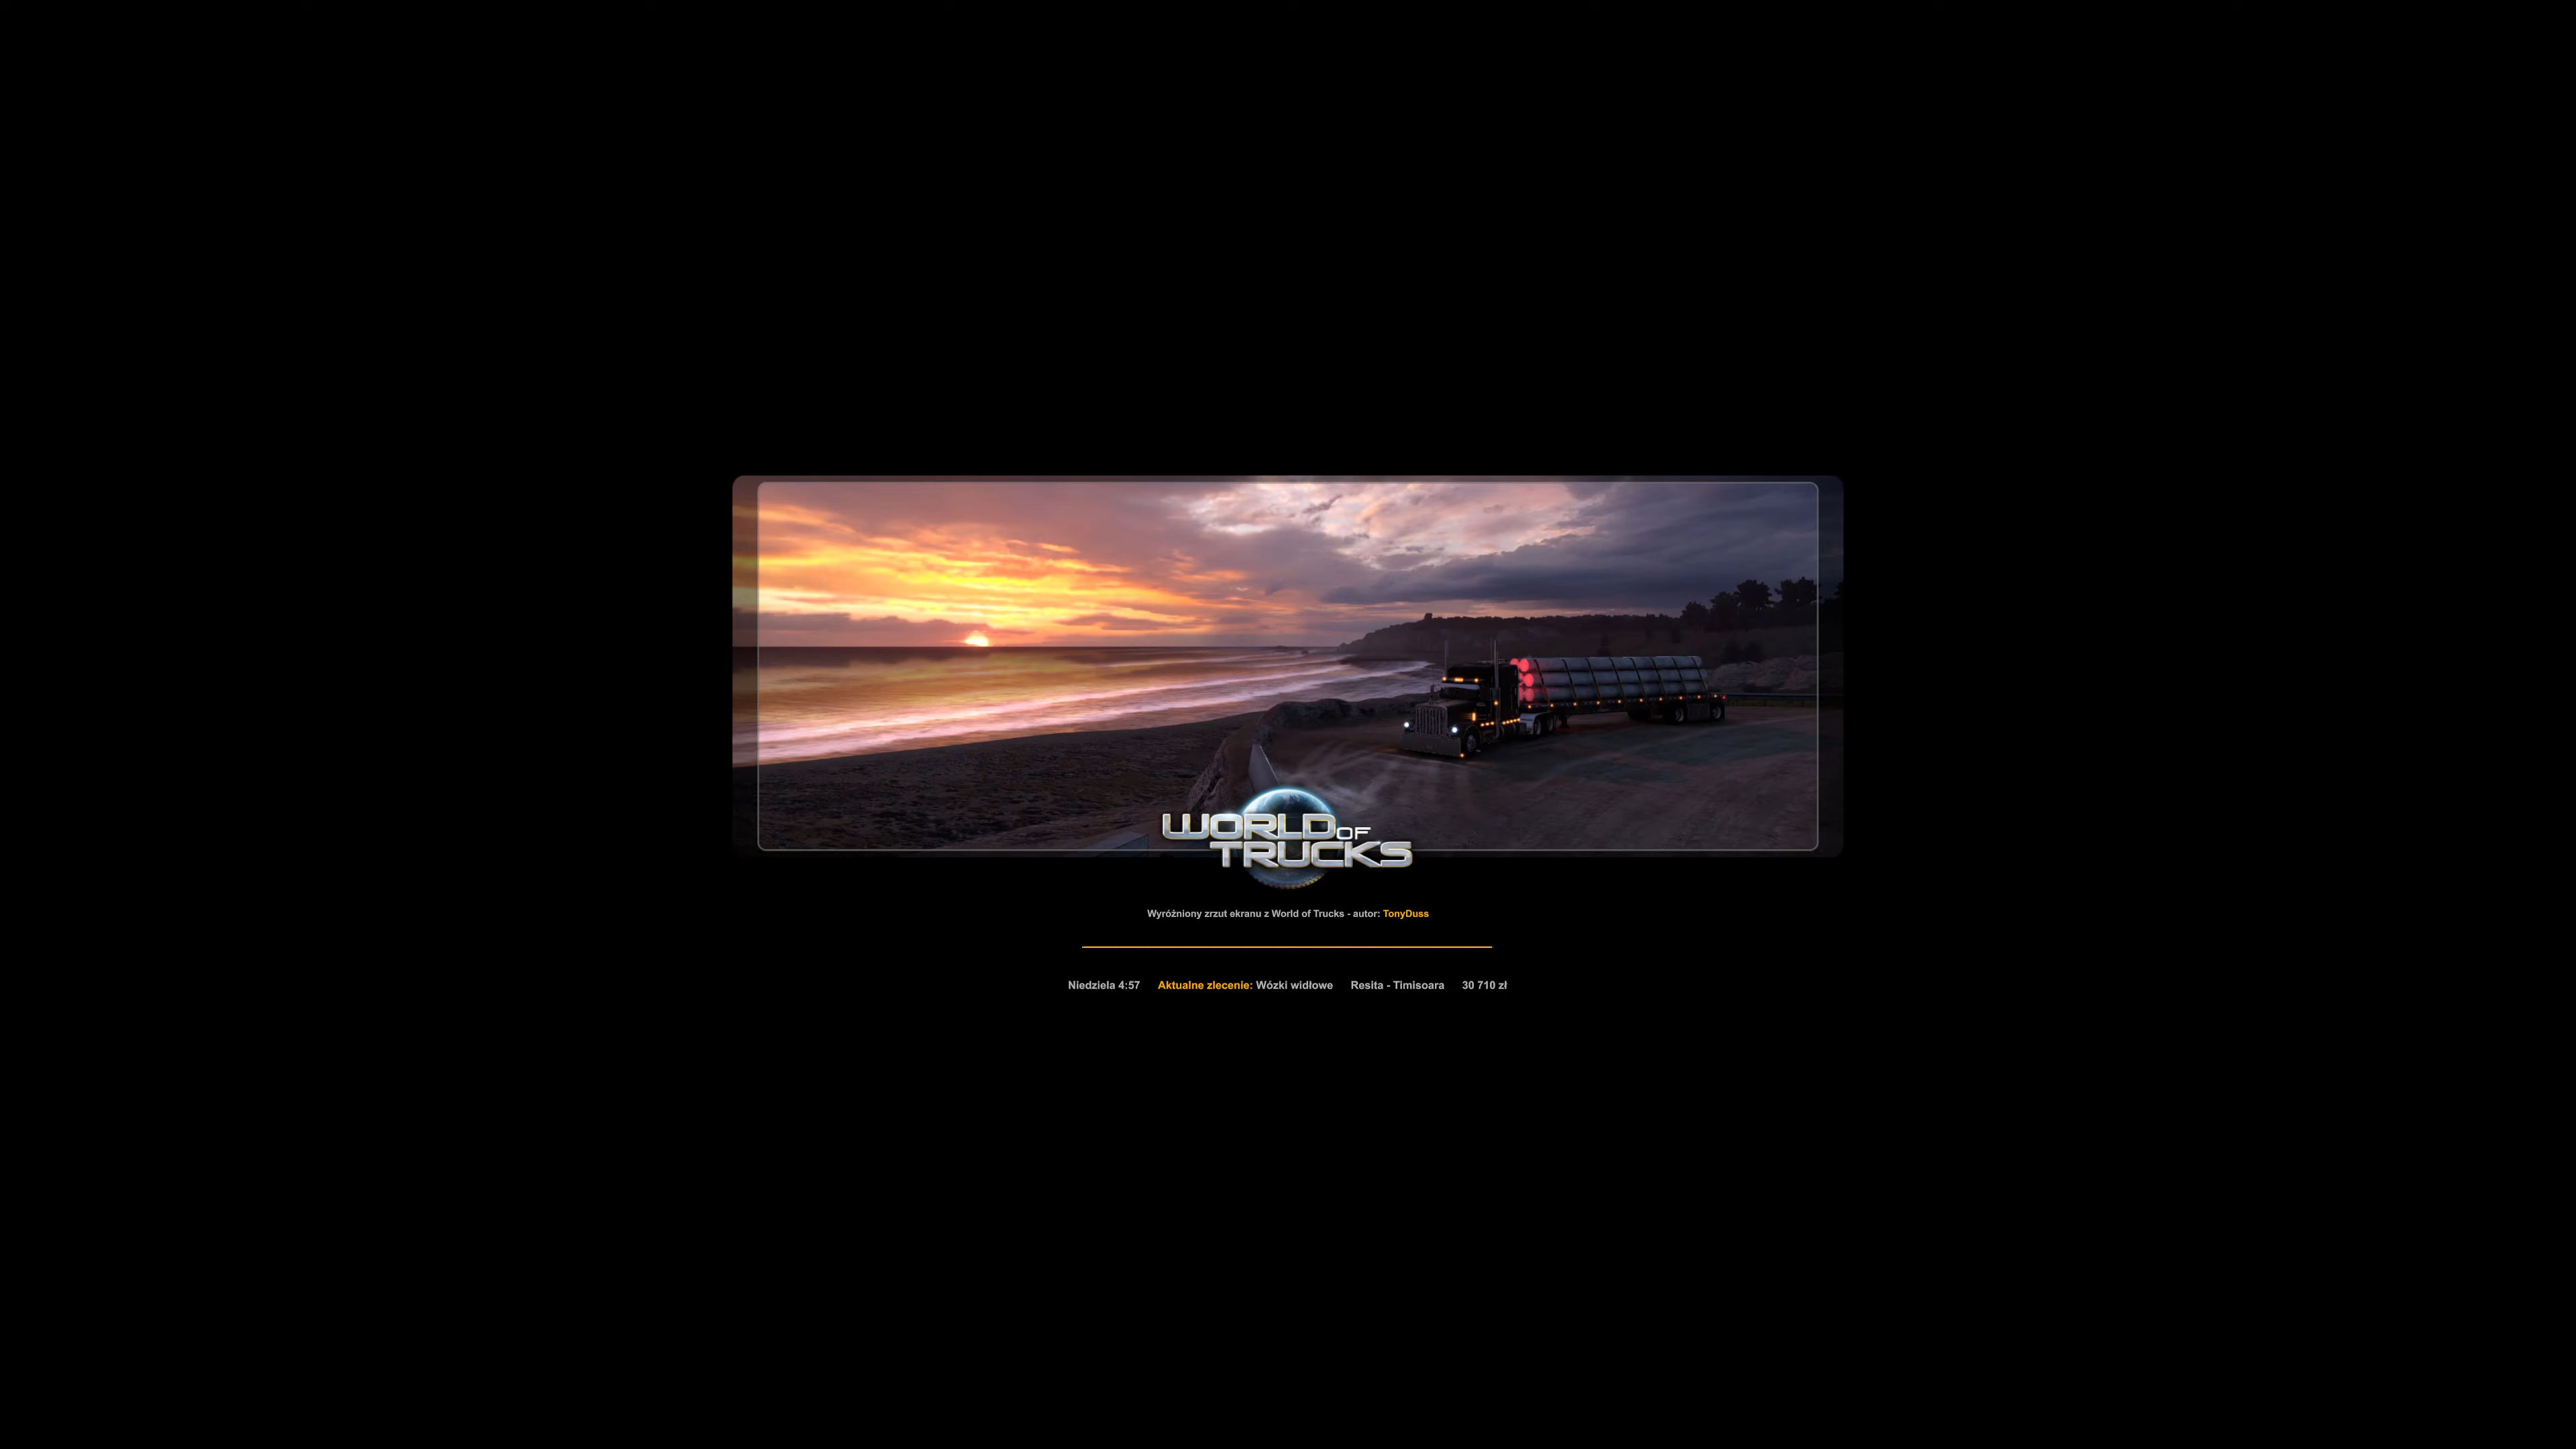 WORLD OF
TRUCKS
Wyróżniony zrzut ekranu z World of Trucks - autor: TonyDuss
Niedziela 4:57 Aktualne zlecenie: Wózki widłowe Resita - Timisoara 30 710 zł